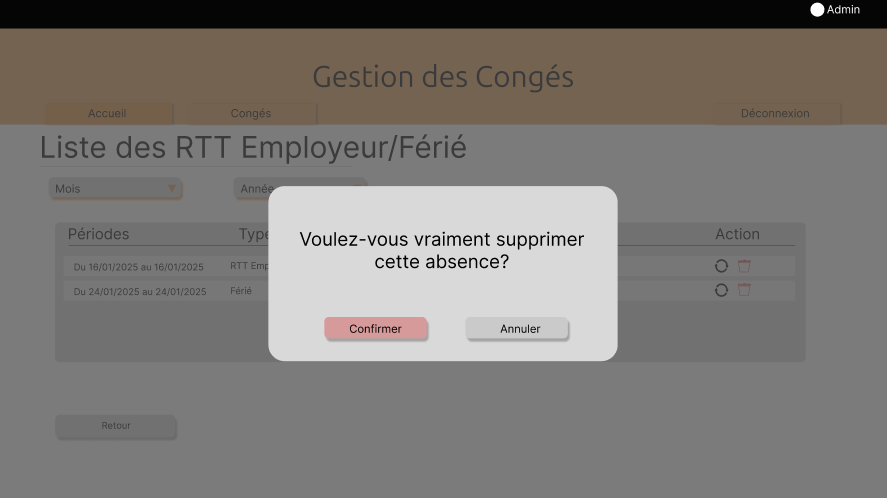 Admin
Gestion des Congés
Accueil Congés Déconnexion
Liste des RTT Employeur/Férié
Mois Année
Périodes Type Action
Voulez-vous vraiment supprimer
cette absence?
Du 16/01/2025 au 16/01/2025 RTT Emp
Du 24/01/2025 au 24/01/2025 Férié
Confirmer Annuler
Retour